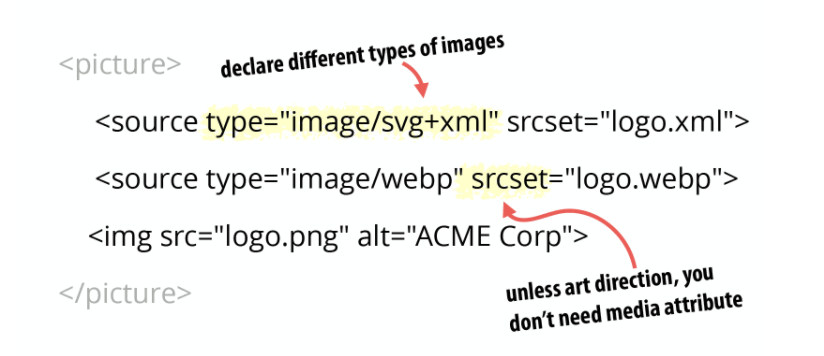 <picture>
declare different types of images
<source type="image/svg+xml" srcset="logo.xml">
<source type="image/webp" srcset="logo.webp">
<img src="logo.png" alt="ACME Corp">
</picture>
unless art direction, you
don't need media attribute